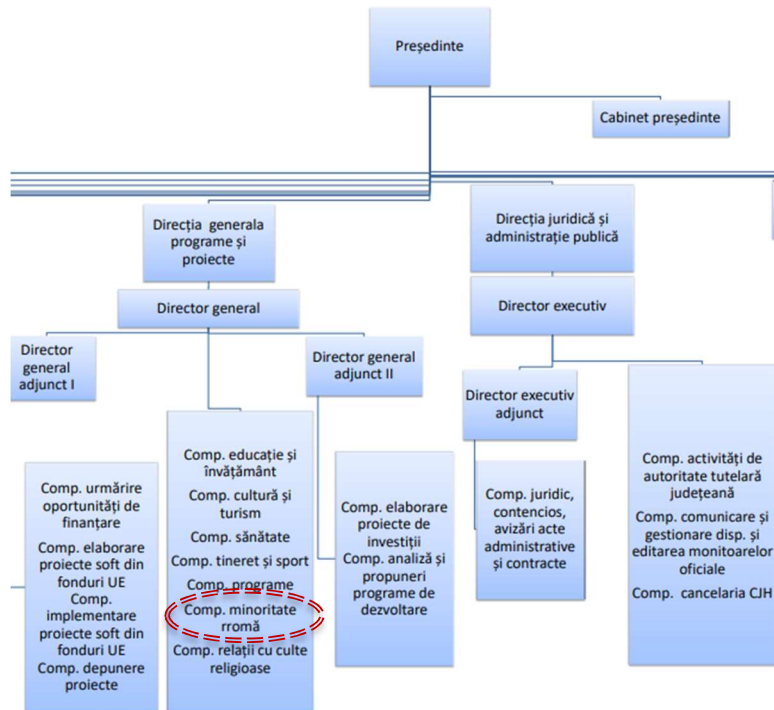 Președinte
Cabinet președinte
Direcția generala
programe și
proiecte
Direcția juridică și
administrație publică
Director general
Director executiv
Director
general
adjunct I
Director general
adjunct II
Director executiv
adjunct
Comp. urmărire
oportunități de
finanțare
Comp. elaborare
proiecte soft din
fonduri UE
Comp.
implementare
proiecte soft din
fonduri UE
Comp. depunere
proiecte
Comp. educație și
învățământ
Comp. cultură și
turism
Comp. sănătate
Comp. tineret și sport
Comp. programe
Comp. minoritate
rromă
Comp. relații cu culte
religioase
Comp. elaborare
proiecte de
investiții
Comp. analiză și
propuneri
programe de
dezvoltare
Comp. juridic,
contencios,
avizări acte
administrative
și contracte
Comp. activități de
autoritate tutelară
județeană
Comp. comunicare și
gestionare disp. și
editarea monitoarelor
oficiale
Comp. cancelaria CJH